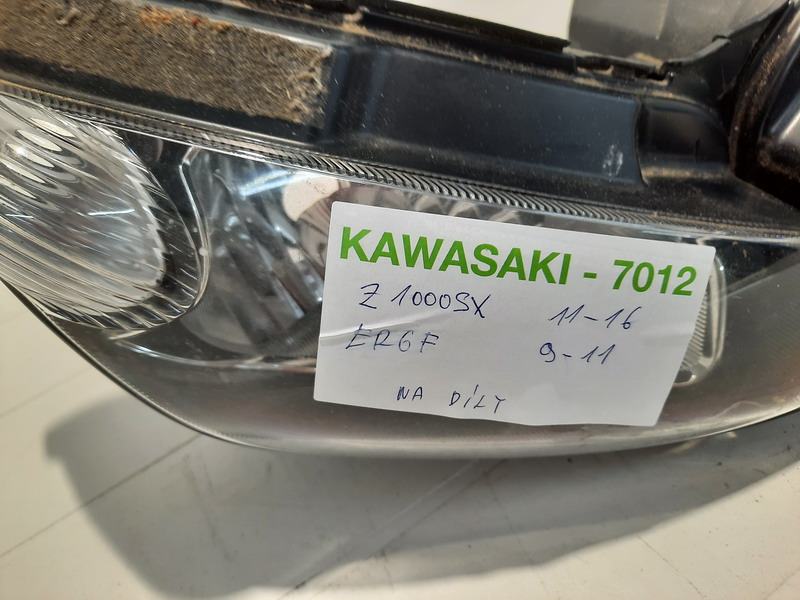 KAWASAKI - 7012
Z 1000SX 11-16
ER6F 9-11
NA DÍLY